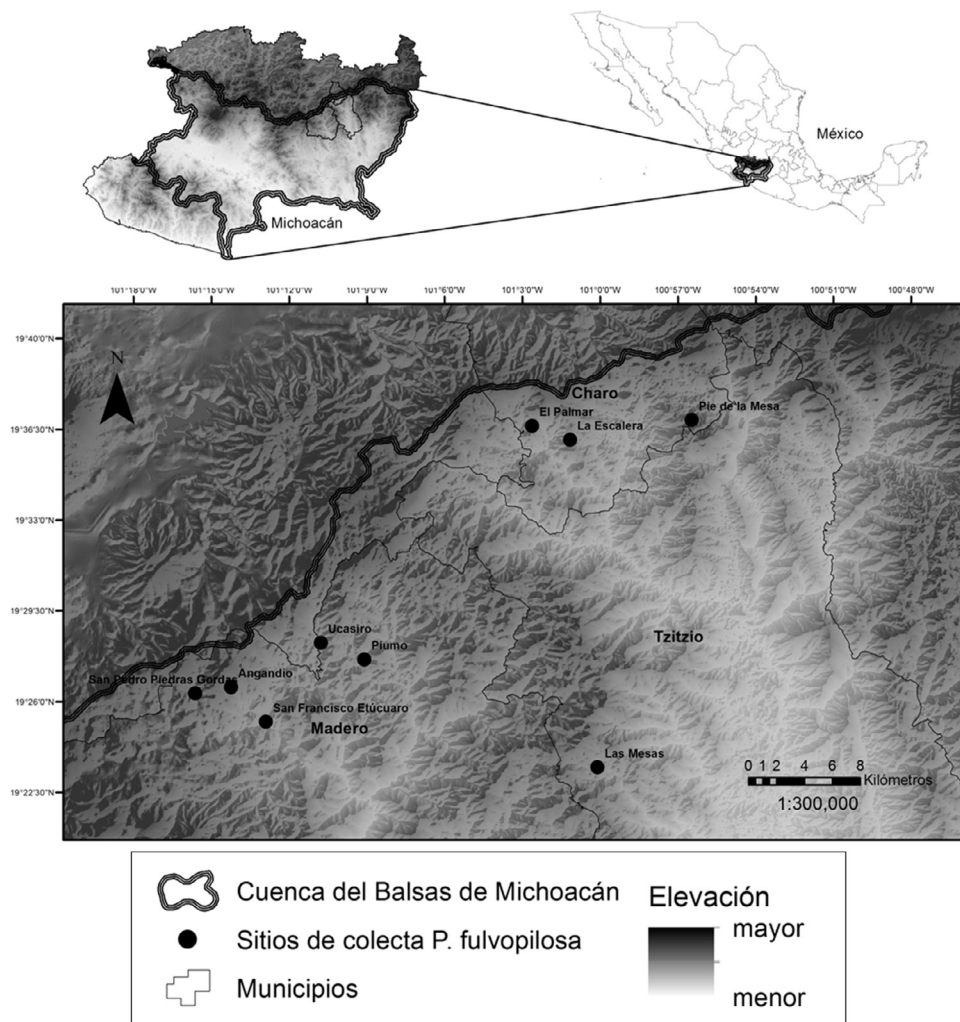 México
Michoacán
101°18'0"W 101°15'0"W 101°12'0"W 101°9'0"W 101°6'0"W 101°3'0"W 101°0'0"W 100°57'0"W 100°54'0"W 100°51'0"W 100°48'0"W
19°40'0"N
N
Charo
El Palmar
Pie de la Mesa
La Escalera
19°36'30"N
19°33'0"N
19°29'30"N
Ucasiro
Tzitzio
Piumo
San Pedro Piedras Gordas
Angandio
19°26'0"N
San Francisco Etúcuaro
Madero
Las Mesas
0 1 2 4 6 8
Kilómetros
19°22'30"N
1:300,000
Cuenca del Balsas de Michoacán
Elevación
mayor
Sitios de colecta P. fulvopilosa
Municipios
menor